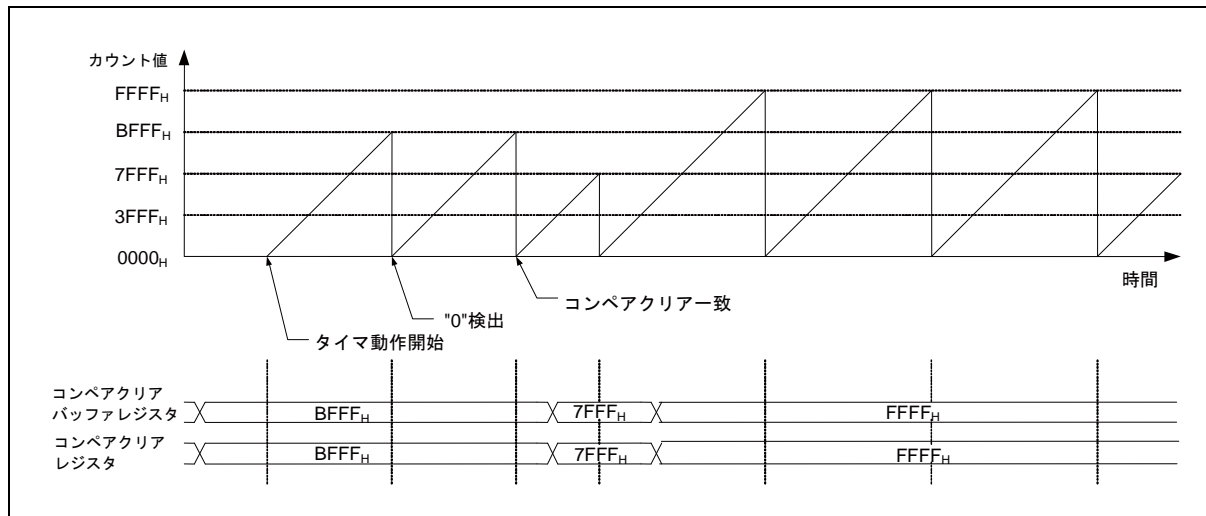 カウント値
FFFFH
BFFFH
7FFFH
3FFFH
0000H
時間
コンペアクリア一致
"0"検出
タイマ動作開始
コンペアクリア
バッファレジスタ
BFFFH
7FFFH
FFFFH
コンペアクリア
レジスタ
BFFFH
7FFFH
FFFFH